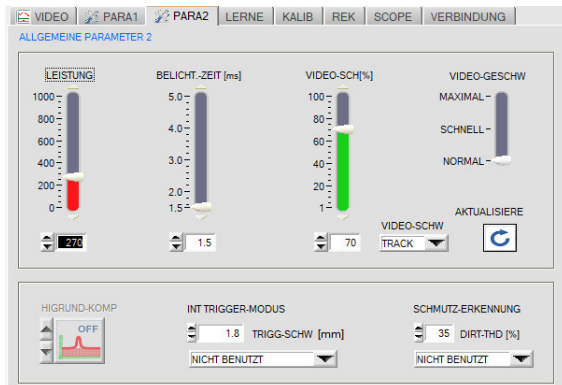 VIDEO PARA1 PARA2 LERNE KALIB REK SCOPE VERBINDUNG
ALLGEMEINE PARAMETER 2
LEISTUNG BELICHT.-ZEIT [ms] VIDEO-SCH[%] VIDEO-GESCHW
1000 5.0 100 MAXIMAL
800 4.0 80 SCHNELL
600 3.0 60 NORMAL
400 2.0 40
200 1.5 20
0 1
AKTUALISIERE
VIDEO-SCHW
270 1.5 70 TRACK
HIGRUND-KOMP INT TRIGGER-MODUS SCHMUTZ-ERKENNUNG
OFF 1.8 TRIGG-SCHW [mm] 35 DIRT-THD [%]
NICHT BENUTZT NICHT BENUTZT